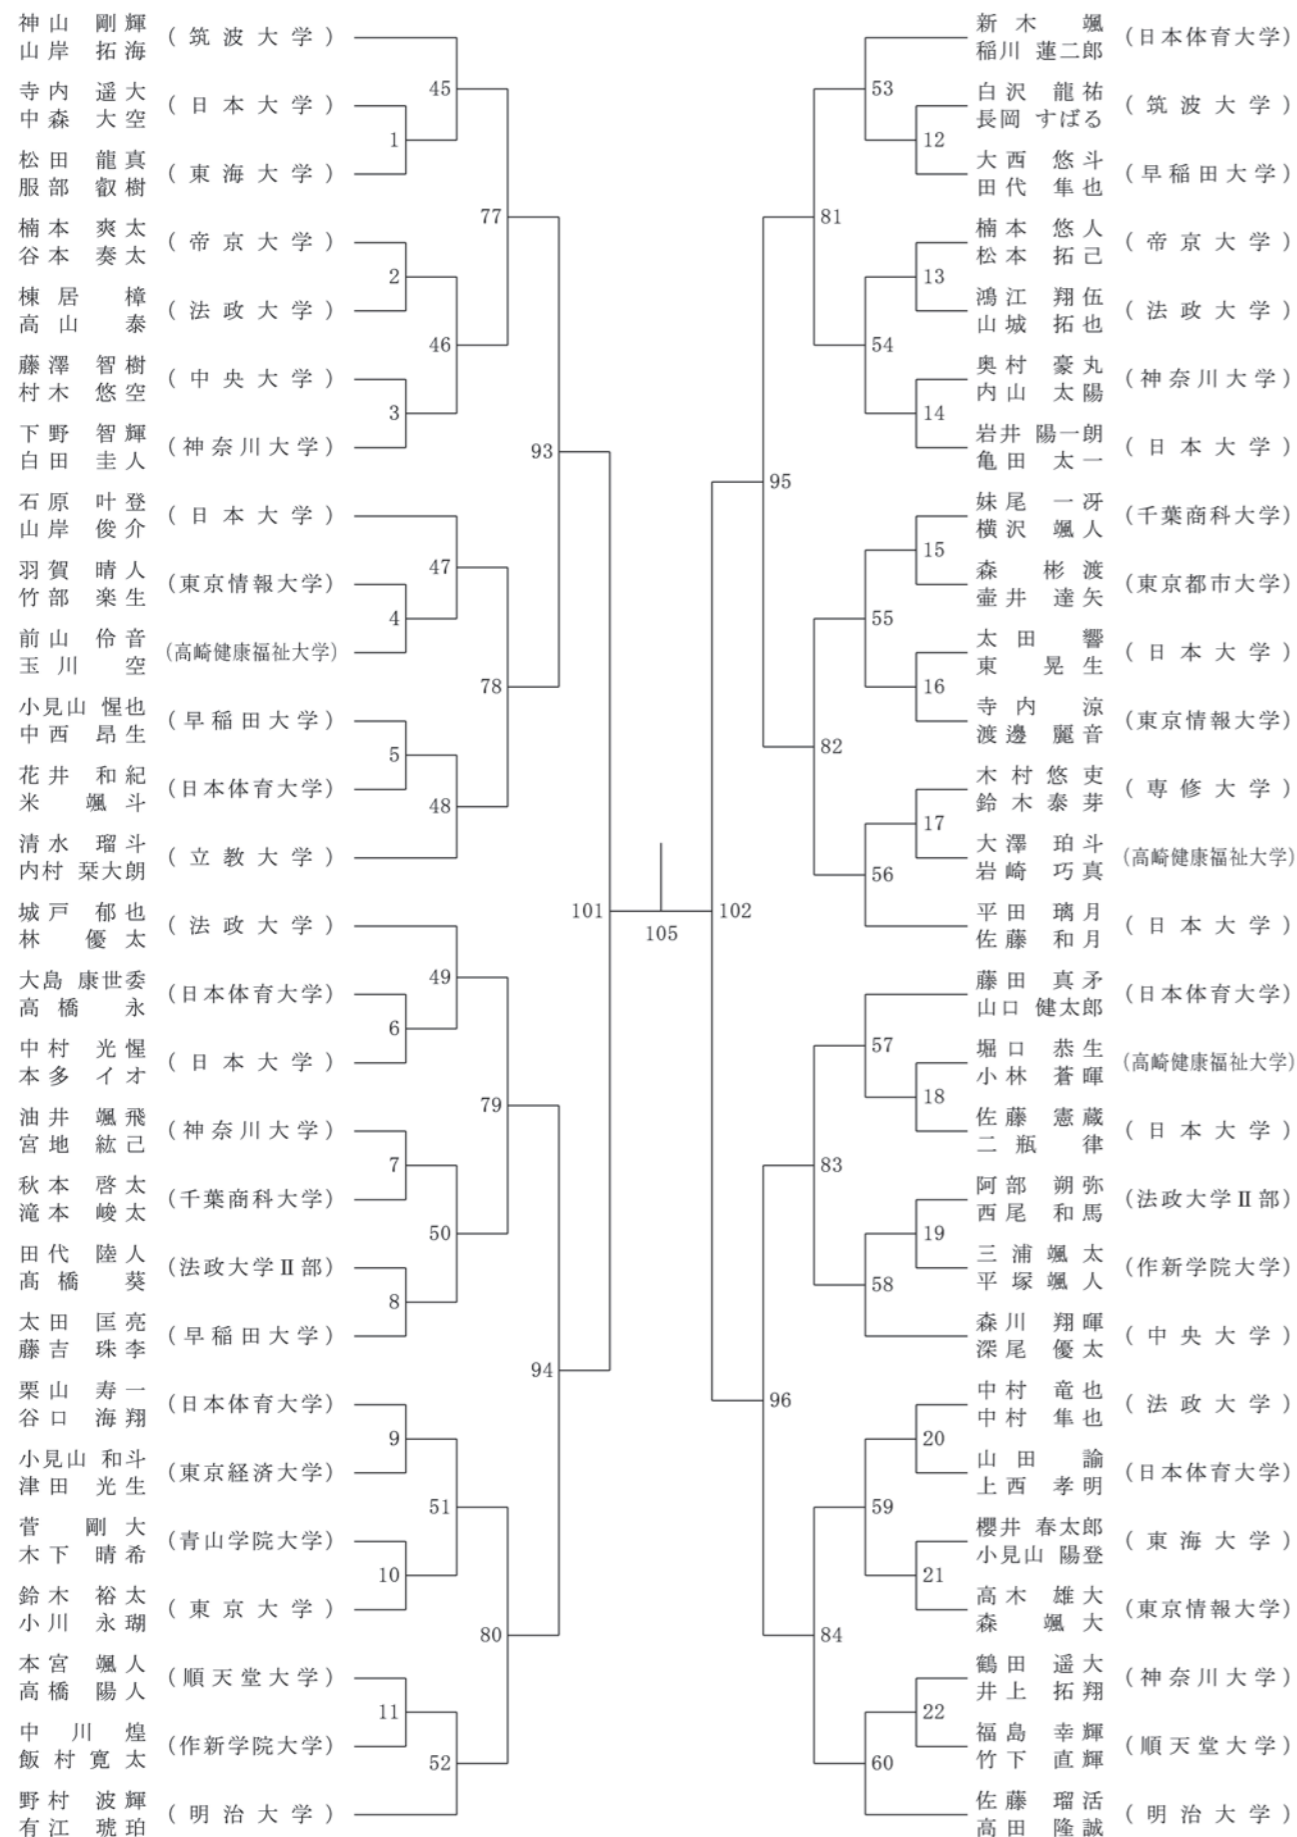 神山 剛輝
山岸 拓海
(筑波大学)
寺内 遥大
中森 大空
(日本大学)
松田 龍真
服部 叡樹
(東海大学)
楠本 爽太
谷本 奏太
(帝京大学)
棟居 樟
高山 泰
(法政大学)
藤澤 智樹
村木 悠空
(中央大学)
下野 智輝
白田 圭人
(神奈川大学)
石原 叶登
山岸 俊介
(日本大学)
羽賀 晴人
竹部 楽生
(東京情報大学)
前山 伶音
玉川 空
(高崎健康福祉大学)
小見山 惺也
中西 昂生
(早稲田大学)
花井 和紀
米 颯斗
(日本体育大学)
清水 瑠斗
内村 栞大朗
(立教大学)
城戸 郁也
林 優太
(法政大学)
大島 康世委
高橋 永
(日本体育大学)
中村 光惺
本多 イオ
(日本大学)
油井 颯飛
宮地 紘己
(神奈川大学)
秋本 啓太
滝本 峻太
(千葉商科大学)
田代 陸人
髙橋 葵
(法政大学Ⅱ部)
太田 匡亮
藤吉 珠李
(早稲田大学)
栗山 寿一
谷口 海翔
(日本体育大学)
小見山 和斗
津田 光生
(東京経済大学)
菅 剛大
木下 晴希
(青山学院大学)
鈴木 裕太
小川 永瑚
(東京大学)
本宮 颯人
高橋 陽人
(順天堂大学)
中川 煌
飯村寛太
(作新学院大学)
野村 波輝
有江 琥珀
(明治大学)
45
1
77
2
46
3
93
47
4
78
5
48
101
49
6
79
7
50
8
94
9
51
10
80
11
52
105
102
53
12
81
13
54
14
95
15
55
16
82
17
56
57
18
83
19
58
96
20
59
21
84
22
60
新木 颯
稲川 蓮二郎
(日本体育大学)
白沢 龍祐
長岡 すばる
(筑波大学)
大西 悠斗
田代 隼也
(早稲田大学)
楠本 悠人
松本 拓己
(帝京大学)
鴻江 翔伍
山城 拓也
(法政大学)
奥村 豪丸
内山 太陽
(神奈川大学)
岩井 陽一朗
亀田 太一
(日本大学)
妹尾 一冴
横沢 颯人
(千葉商科大学)
森 彬渡
壷井 達矢
(東京都市大学)
太田 響
東 晃生
(日本大学)
寺内 涼
渡邊 麗音
(東京情報大学)
木村悠吏
鈴木泰芽
(専修大学)
大澤 珀斗
岩崎 巧真
(高崎健康福祉大学)
平田 璃月
佐藤 和月
(日本大学)
藤田 真矛
山口 健太郎
(日本体育大学)
堀口 恭生
小林 蒼暉
(高崎健康福祉大学)
佐藤 憲蔵
二瓶 律
(日本大学)
阿部 朔弥
西尾 和馬
(法政大学Ⅱ部)
三浦颯太
平塚颯人
(作新学院大学)
森川 翔暉
深尾 優太
(中央大学)
中村 竜也
中村 隼也
(法政大学)
山田 諭
上西 孝明
(日本体育大学)
櫻井 春太郎
小見山 陽登
(東海大学)
高木 雄大
森 颯大
(東京情報大学)
鶴田 遥大
井上 拓翔
(神奈川大学)
福島 幸輝
竹下 直輝
(順天堂大学)
佐藤 瑠活
高田 隆誠
(明治大学)